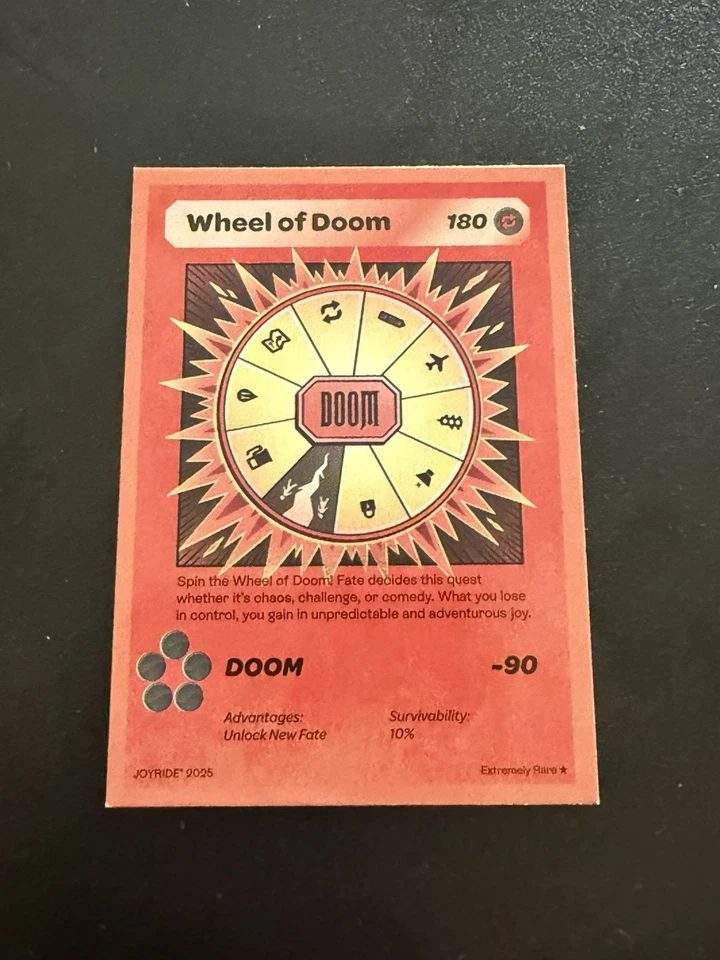 Wheel of Doom 180
DOOM
Spin the Wheel of Doom! Fate decides this quest
whether it's chaos, challenge, or comedy. What you lose
in control, you gain in unpredictable and adventurous joy.
DOOM -90
Advantages: Survivability:
Unlock New Fate 10%
JOYRIDE® 2025 Extremely Rare ★